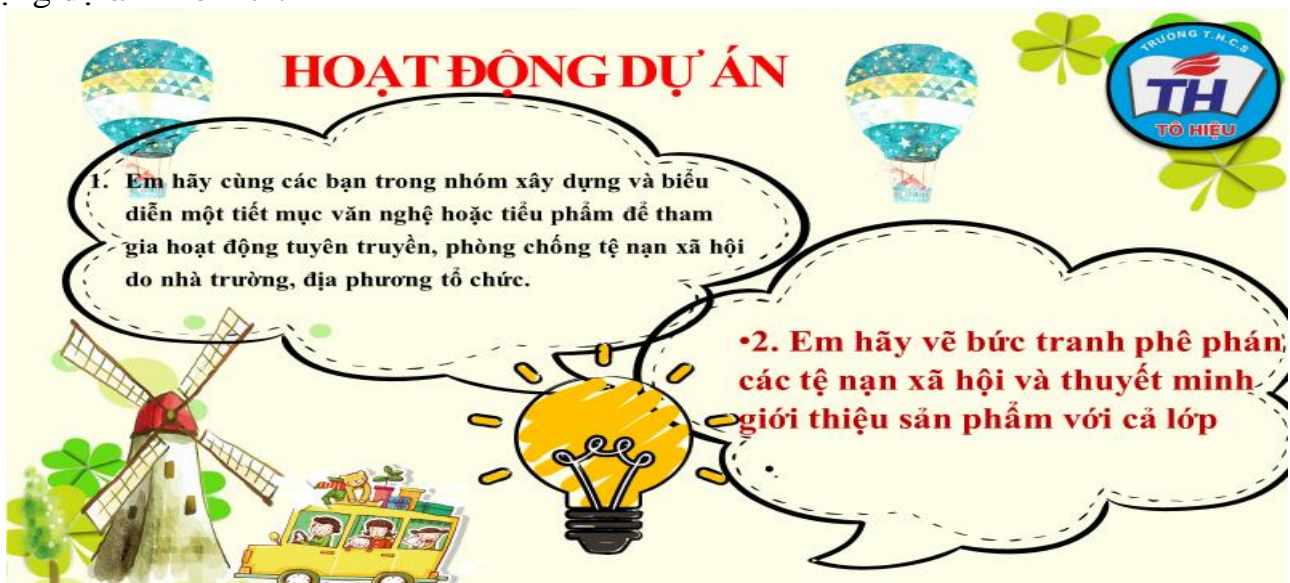 HOẠT ĐỘNG DỰ ÁN
TRƯỜNG T.H.C.S
TH
TÔ HIỆU
1. Em hãy cùng các bạn trong nhóm xây dựng và biểu
diễn một tiết mục văn nghệ hoặc tiểu phẩm để tham
gia hoạt động tuyên truyền, phòng chống tệ nạn xã hội
do nhà trường, địa phương tổ chức.
•2. Em hãy vẽ bức tranh phê phán
các tệ nạn xã hội và thuyết minh
giới thiệu sản phẩm với cả lớp
•